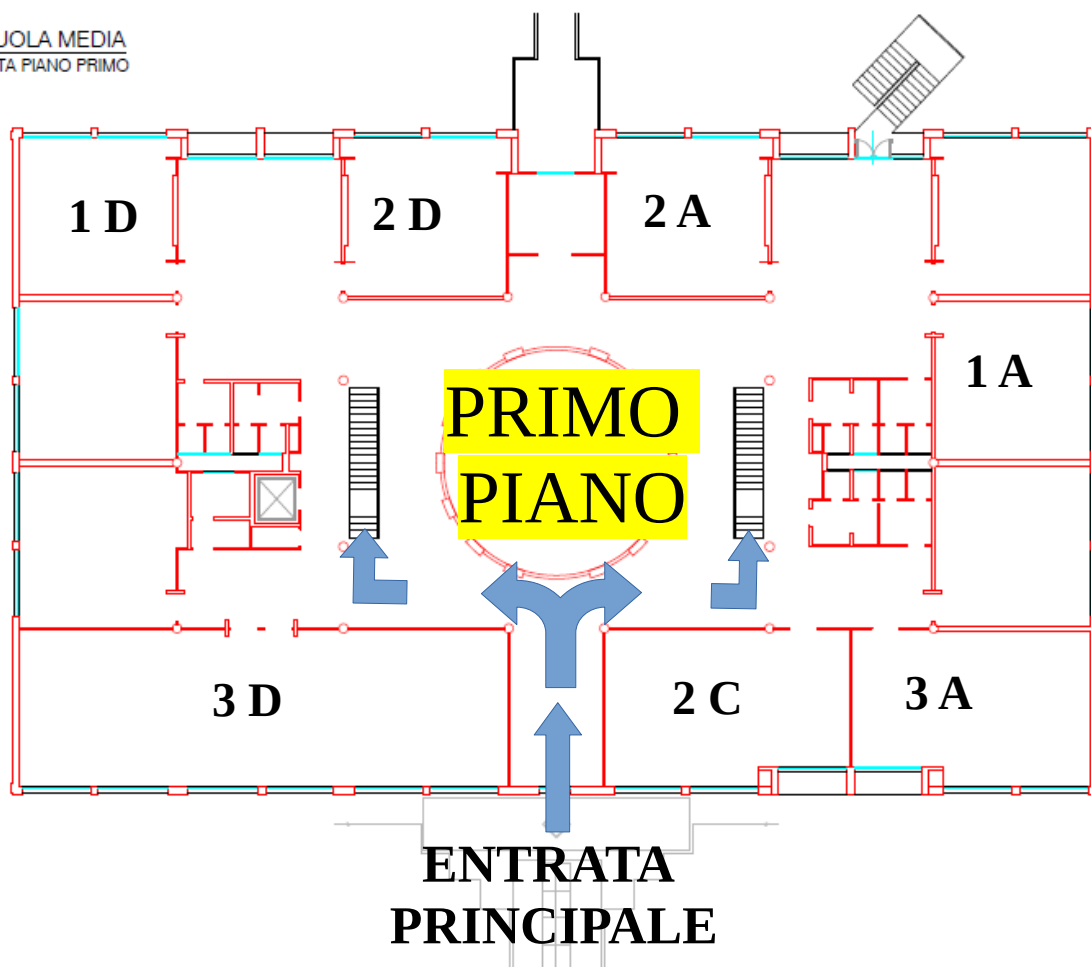 UOLA MEDIA
TA PIANO PRIMO
1 D
2 D
2 A
1 A
PRIMO
PIANO
3 D
2 C
3 A
ENTRATA
PRINCIPALE